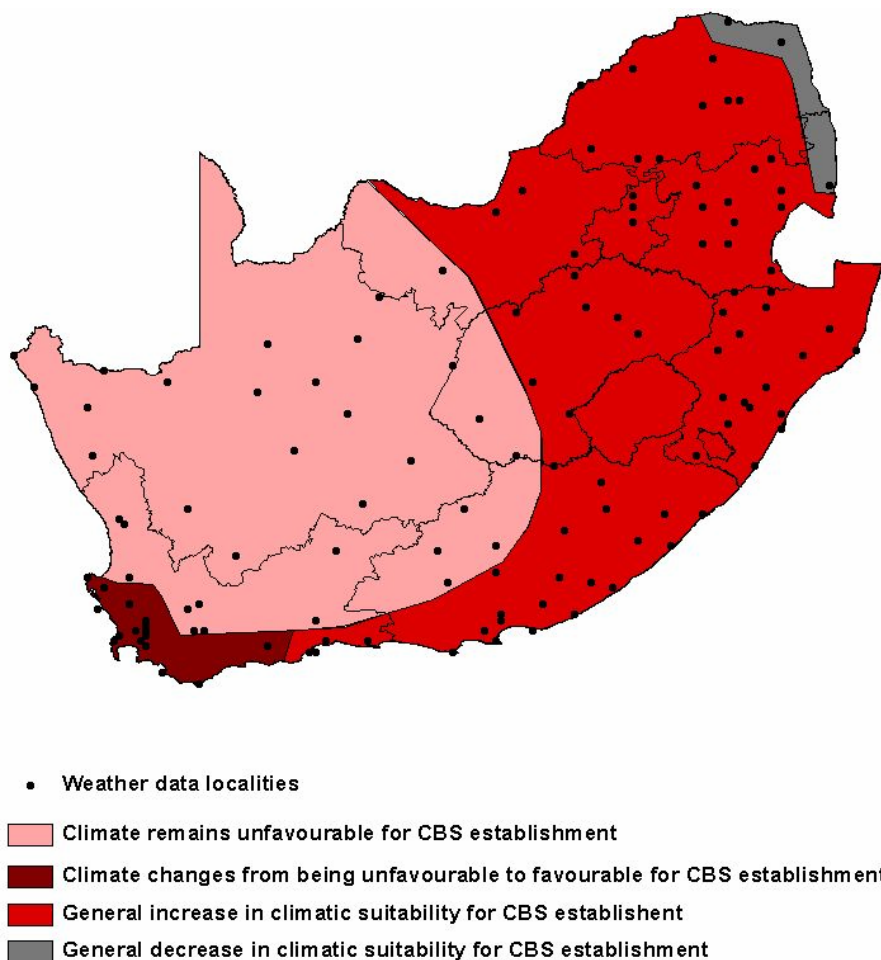 Weather data localities
Climate remains unfavourable for CBS establishment
Climate changes from being unfavourable to favourable for CBS establishment
General increase in climatic suitability for CBS establishent
General decrease in climatic suitability for CBS establishment